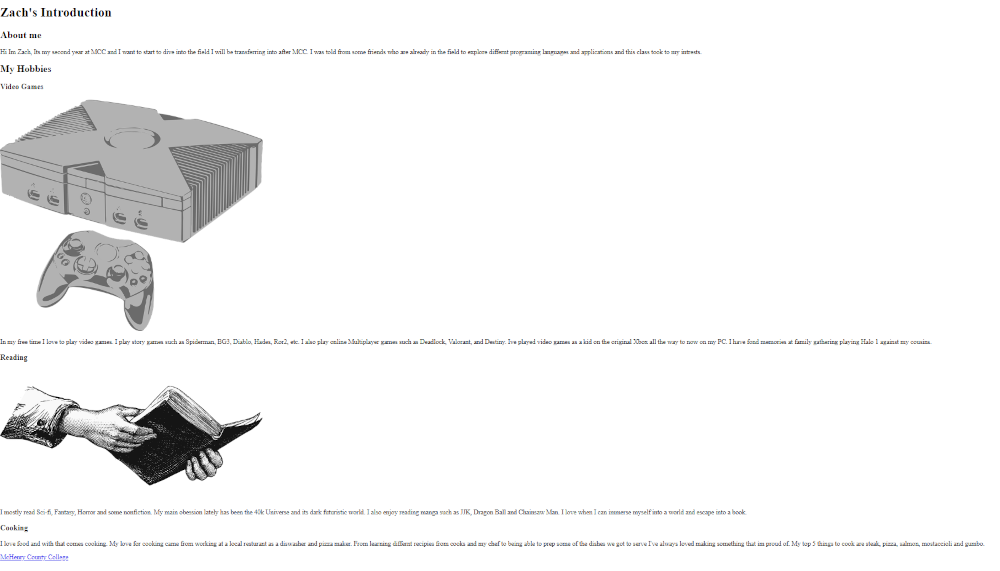 Zach's Introduction
About me
Hi Im Zach, Its my second year at MCC and I want to start to dive into the field I will be transferring into after MCC. I was told from some friends who are already in the field to explore differnt programing languages and applications and this class took to my intrests.
My Hobbies
Video Games
In my free time I love to play video games. I play story games such as Spiderman, BG3, Diablo, Hades, Ror2, etc. I also play online Multiplayer games such as Deadlock, Valorant, and Destiny. Ive played video games as a kid on the original Xbox all the way to now on my PC. I have fond memories at family gathering playing Halo 1 against my cousins.
Reading
I mostly read Sci-fi, Fantasy, Horror and some nonfiction. My main obession lately has been the 40k Universe and its dark futuristic world. I also enjoy reading manga such as JJK, Dragon Ball and Chainsaw Man. I love when I can immerse myself into a world and escape into a book.
Cooking
I love food and with that comes cooking. My love for cooking came from working at a local resturant as a diswasher and pizza maker. From learning differnt recipies from cooks and my chef to being able to prep some of the dishes we got to serve I've always loved making something that im proud of. My top 5 things to cook are steak, pizza, salmon, mostaccioli and gumbo.
McHenry County College